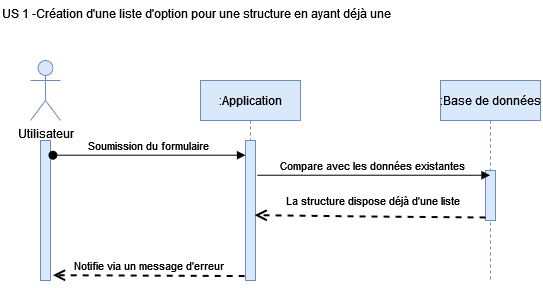 US 1 -Création d'une liste d'option pour une structure en ayant déjà une
:Application
:Base de données
Utilisateur
Soumission du formulaire
Compare avec les données existantes
La structure dispose déjà d'une liste
Notifie via un message d'erreur